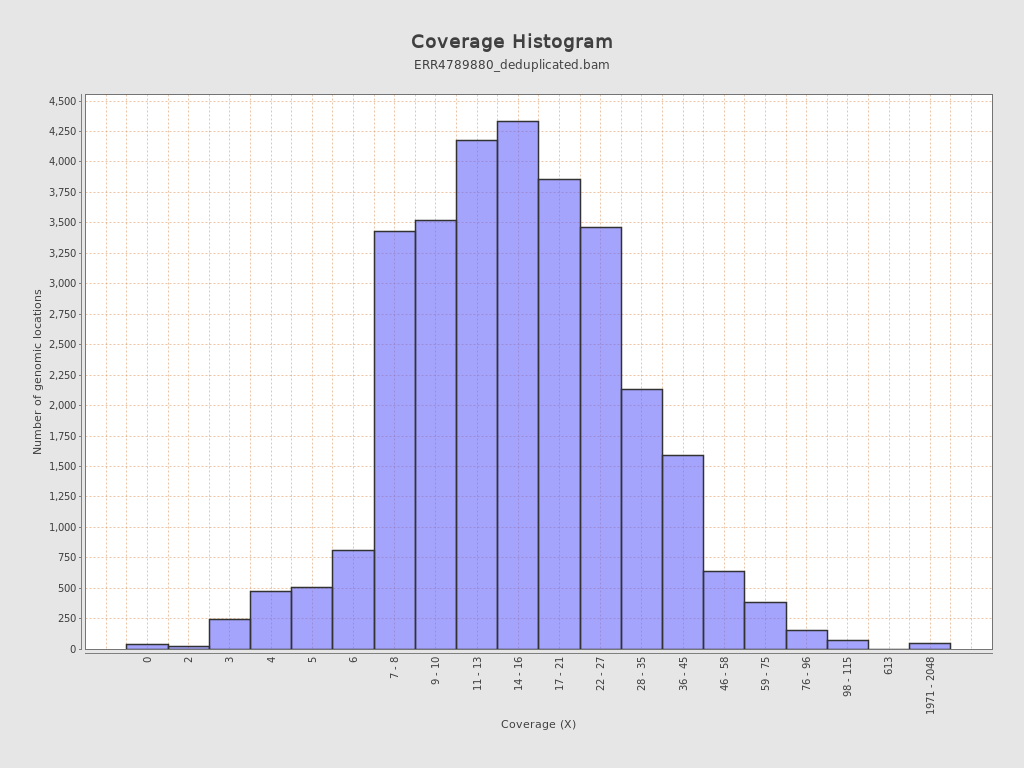 Coverage Histogram
ERR4789880_deduplicated.bam
Number of genomic locations
4,500
4,250
4,000
3,750
3,500
3,250
3,000
2,750
2,500
2,250
2,000
1,750
1,500
1,250
1,000
750
500
250
0
0
2
3
4
5
6
7 - 8
9 - 10
11 - 13
14 - 16
17 - 21
22 - 27
28 - 35
36 - 45
46 - 58
59 - 75
76 - 96
98 - 115
613
1971 - 2048
Coverage (X)